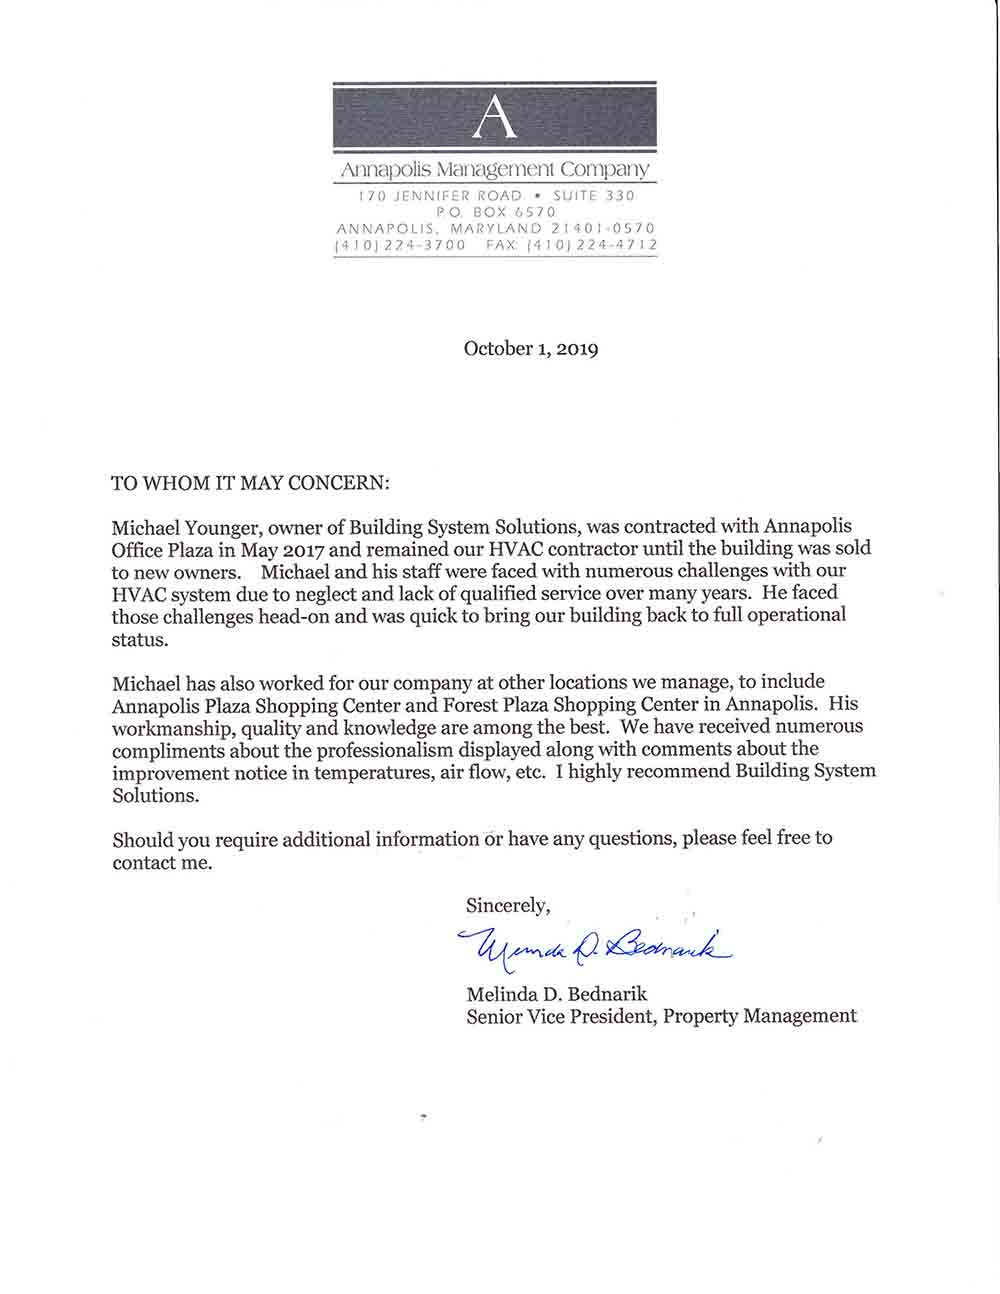 A
Annapolis Management Company
170 JENNIFER ROAD • SUITE 330
P.O. BOX 6570
ANNAPOLIS, MARYLAND 21401-0570
(410) 224-3700 FAX: (410) 224-4712
October 1, 2019
TO WHOM IT MAY CONCERN:
Michael Younger, owner of Building System Solutions, was contracted with Annapolis
Office Plaza in May 2017 and remained our HVAC contractor until the building was sold
to new owners. Michael and his staff were faced with numerous challenges with our
HVAC system due to neglect and lack of qualified service over many years. He faced
those challenges head-on and was quick to bring our building back to full operational
status.
Michael has also worked for our company at other locations we manage, to include
Annapolis Plaza Shopping Center and Forest Plaza Shopping Center in Annapolis. His
workmanship, quality and knowledge are among the best. We have received numerous
compliments about the professionalism displayed along with comments about the
improvement notice in temperatures, air flow, etc. I highly recommend Building System
Solutions.
Should you require additional information or have any questions, please feel free to
contact me.
Sincerely,
Melinda D. Bednarik
Melinda D. Bednarik
Senior Vice President, Property Management